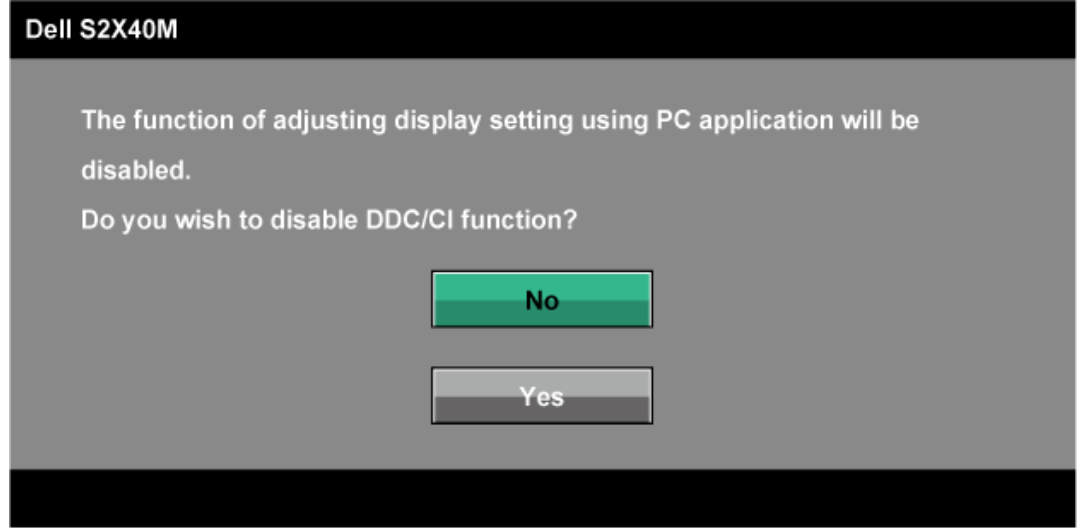 Dell S2X40M
The function of adjusting display setting using PC application will be
disabled.
Do you wish to disable DDC/CI function?
No
Yes